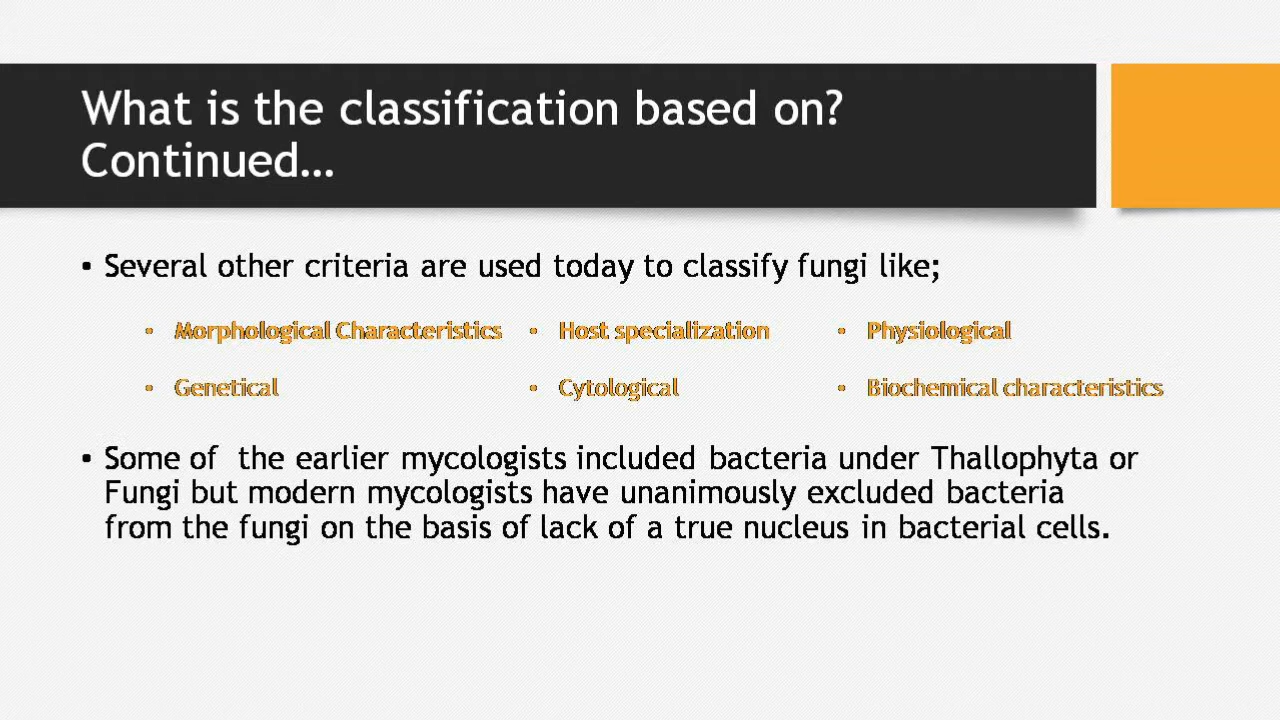 What is the classification based on?
Continued…
▪ Several other criteria are used today to classify fungi like;
• Morphological Characteristics • Host specialization • Physiological
• Genetical • Cytological • Biochemical characteristics
▪ Some of the earlier mycologists included bacteria under Thallophyta or
Fungi but modern mycologists have unanimously excluded bacteria
from the fungi on the basis of lack of a true nucleus in bacterial cells.